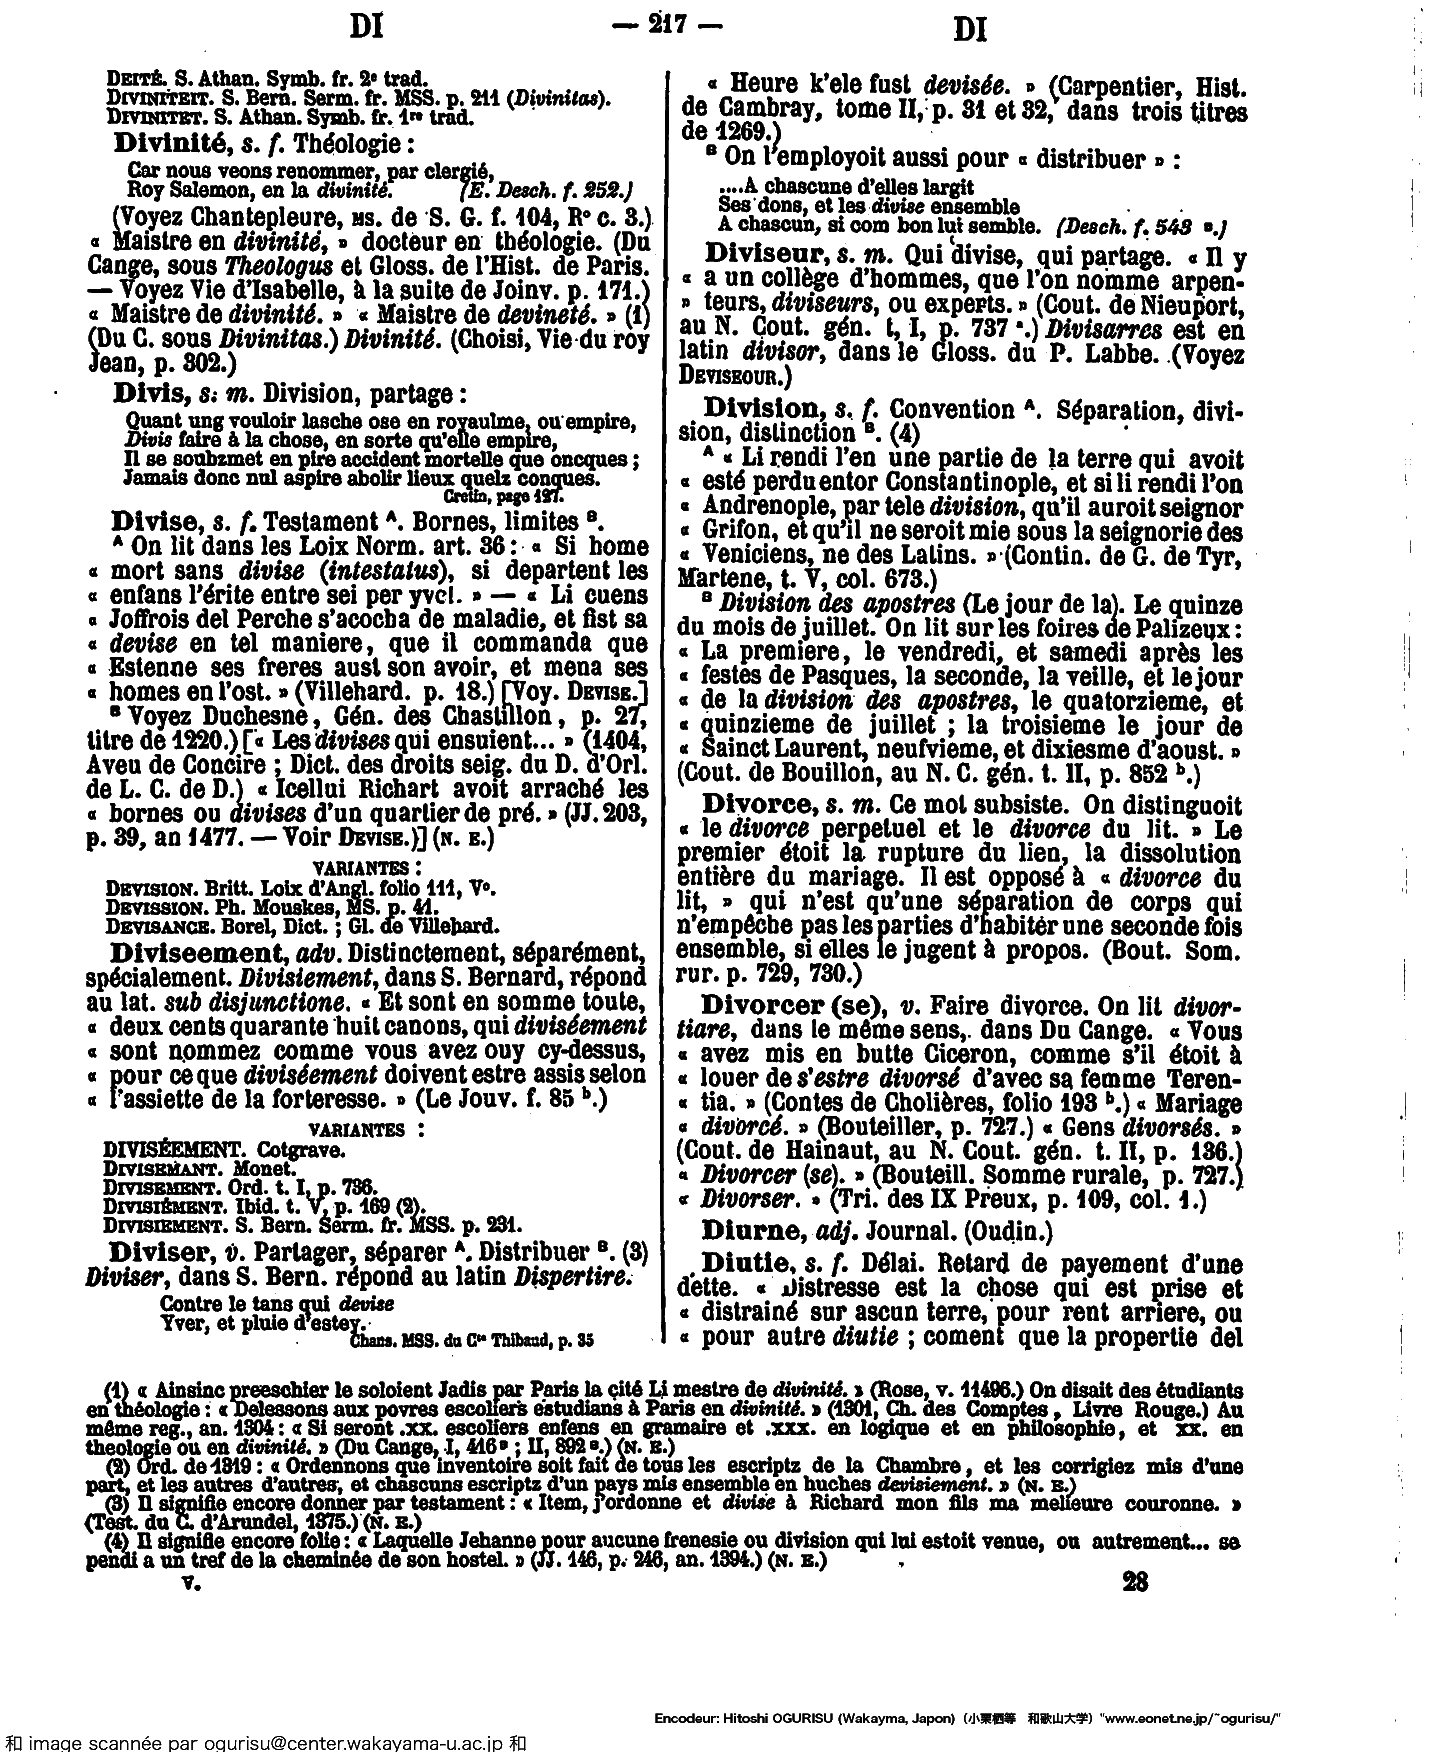 DI
— 217 —
DI
DEITÉ. S. Athan. Symb. fr. 2e trad.
DIVINITEIT. S. Bern. Serm. fr. MSS. p. 211 (Divinitas).
DIVINITET. S. Athan. Symb. fr. 1re trad.
Divinité, s. f. Théologie :
Car nous veons renommer, par clergié,
Roy Salemon, en la divinité. (E. Desch. f. 252.)
(Voyez Chantepleure, MS. de S. G. f. 104, R° c. 3.)
« Maistre en divinité, » docteur en théologie. (Du
Cange, sous Theologus et Gloss. de l'Hist. de Paris.
— Voyez Vie d'Isabelle, à la suite de Joinv. p. 171.)
« Maistre de divinité. » « Maistre de devineté. » (1)
(Du C. sous Divinitas.) Divinité. (Choisi, Vie du roy
Jean, p. 302.)
Divis, s. m. Division, partage :
Quant ung vouloir lasche ose en royaulme, ou empire,
Divis faire à la chose, en sorte qu'elle empire,
Il se soubzmet en pire accident mortelle que oncques ;
Jamais donc nul aspire abolir lieux quelz conques.
Cretin, page 127.
Divise, s. f. Testament A. Bornes, limites B.
A On lit dans les Loix Norm. art. 36 : « Si home
« mort sans divise (intestatus), si departent les
« enfans l'érite entre sei per yvel. » — « Li cuens
« Joffrois del Perche s'acocha de maladie, et fist sa
« devise en tel maniere, que il commanda que
« Estenne ses freres aust son avoir, et mena ses
« homes en l'ost. » (Villehard. p. 18.) [Voy. DEVISE.]
B Voyez Duchesne, Gén. des Chastillon, p. 27,
titre de 1220.) [« Les divises qui ensuient... » (1404,
Aveu de Concire ; Dict. des droits seig. du D. d'Orl.
de L. C. de D.) « Icellui Richart avoit arraché les
« bornes ou divises d'un quartier de pré. » (JJ. 203,
p. 39, an 1477. — Voir DEVISE.)] (N. E.)
VARIANTES :
DEVISION. Britt. Loix d'Angl. folio 111, V°.
DEVISSION. Ph. Mouskes, MS. p. 41.
DEVISANCE. Borel, Dict. ; Gl. de Villehard.
Diviseement, adv. Distinctement, séparément,
spécialement. Divisiement, dans S. Bernard, répond
au lat. sub disjunctione. « Et sont en somme toute,
« deux cents quarante huit canons, qui diviséement
« sont nommez comme vous avez ouy cy-dessus,
« pour ce que diviséement doivent estre assis selon
« l'assiette de la forteresse. » (Le Jouv. f. 85 b.)
VARIANTES :
DIVISÉEMENT. Cotgrave.
DIVISEMANT. Monet.
DIVISEMENT. Ord. t. I, p. 736.
DIVISIÉMENT. Ibid. t. V, p. 169 (2).
DIVISIEMENT. S. Bern. Serm. fr. MSS. p. 231.
Diviser, v. Partager, séparer A. Distribuer B. (3)
Diviser, dans S. Bern. répond au latin Dispertire.
Contre le tans qui devise
Yver, et pluie d'estey.
Chans. MSS. du Cte Thibaud, p. 35
« Heure k'ele fust devisée. » (Carpentier, Hist.
de Cambray, tome II, p. 31 et 32, dans trois titres
de 1269.)
B On l'employoit aussi pour « distribuer » :
....A chascune d'elles largit
Ses dons, et les divise ensemble
A chascun, si com bon lui semble. (Desch. f. 543 B.)
Diviseur, s. m. Qui divise, qui partage. « Il y
« a un collège d'hommes, que l'on nomme arpen-
» teurs, diviseurs, ou experts. » (Cout. de Nieuport,
au N. Cout. gén. t, I, p. 737 a.) Divisarres est en
latin divisor, dans le Gloss. du P. Labbe. (Voyez
DEVISEOUR.)
Division, s. f. Convention A. Séparation, divi-
sion, distinction B. (4)
A « Li rendi l'en une partie de la terre qui avoit
« esté perdu entor Constantinople, et si li rendi l'on
« Andrenople, par tele division, qu'il auroit seignor
« Grifon, et qu'il ne seroit mie sous la seignorie des
« Veniciens, ne des Latins. » (Contin. de G. de Tyr,
Martene, t. V, col. 673.)
B Division des apostres (Le jour de la). Le quinze
du mois de juillet. On lit sur les foires de Palizeux :
« La premiere, le vendredi, et samedi après les
« festes de Pasques, la seconde, la veille, et le jour
« de la division des apostres, le quatorzieme, et
« quinzieme de juillet ; la troisieme le jour de
« Sainct Laurent, neufvieme, et dixiesme d'aoust. »
(Cout. de Bouillon, au N. C. gén. t. II, p. 852 b.)
Divorce, s. m. Ce mot subsiste. On distinguoit
« le divorce perpetuel et le divorce du lit. » Le
premier étoit la rupture du lien, la dissolution
entière du mariage. Il est opposé à « divorce du
lit, » qui n'est qu'une séparation de corps qui
n'empêche pas les parties d'habiter une seconde fois
ensemble, si elles le jugent à propos. (Bout. Som.
rur. p. 729, 730.)
Divorcer (se), v. Faire divorce. On lit divor-
tiare, dans le même sens, dans Du Cange. « Vous
« avez mis en butte Ciceron, comme s'il étoit à
« louer de s'estre divorsé d'avec sa femme Teren-
« tia. » (Contes de Cholières, folio 193 b.) « Mariage
« divorcé. » (Bouteiller, p. 727.) « Gens divorsés. »
(Cout. de Hainaut, au N. Cout. gén. t. II, p. 136.)
« Divorcer (se). » (Bouteill. Somme rurale, p. 727.)
« Divorser. » (Tri. des IX Preux, p. 109, col. 1.)
Diurne, adj. Journal. (Oudin.)
Diutie, s. f. Délai. Retard de payement d'une
dette. « Distresse est la chose qui est prise et
« distrainé sur ascun terre, pour rent arriere, ou
« pour autre diutie ; coment que la propertie del
(1) « Ainsinc preeschier le soloient Jadis par Paris la cité Li mestre de divinité. » (Rose, v. 11496.) On disait des étudiants
en théologie : « Delessons aux povres escoliers estudians à Paris en divinité. » (1301, Ch. des Comptes, Livre Rouge.) Au
même reg., an. 1304 : « Si seront .xx. escoliers enfens en gramaire et .xxx. en logique et en philosophie, et xx. en
theologie ou en divinité. » (Du Cange, I, 416 B ; II, 892 B.) (N. E.)
(2) Ord. de 1319 : « Ordennons que inventoire soit fait de tous les escriptz de la Chambre, et les corrigiez mis d'une
part, et les autres d'autres, et chascuns escriptz d'un pays mis ensemble en huches devisiement. » (N. E.)
(3) Il signifie encore donner par testament : « Item, j'ordonne et divise à Richard mon fils ma melieure couronne. »
(Test. du C. d'Arundel, 1375.) (N. E.)
(4) Il signifie encore folie : « Laquelle Jehanne pour aucune frenesie ou division qui lui estoit venue, ou autrement... se
pendi a un tref de la cheminée de son hostel. » (JJ. 146, p. 246, an. 1394.) (N. E.)
V.
28
Encodeur: Hitoshi OGURISU (Wakayma, Japon) (小栗栖等 和歌山大学) "www.eonet.ne.jp/~ogurisu/"
和 image scannée par ogurisu@center.wakayama-u.ac.jp 和